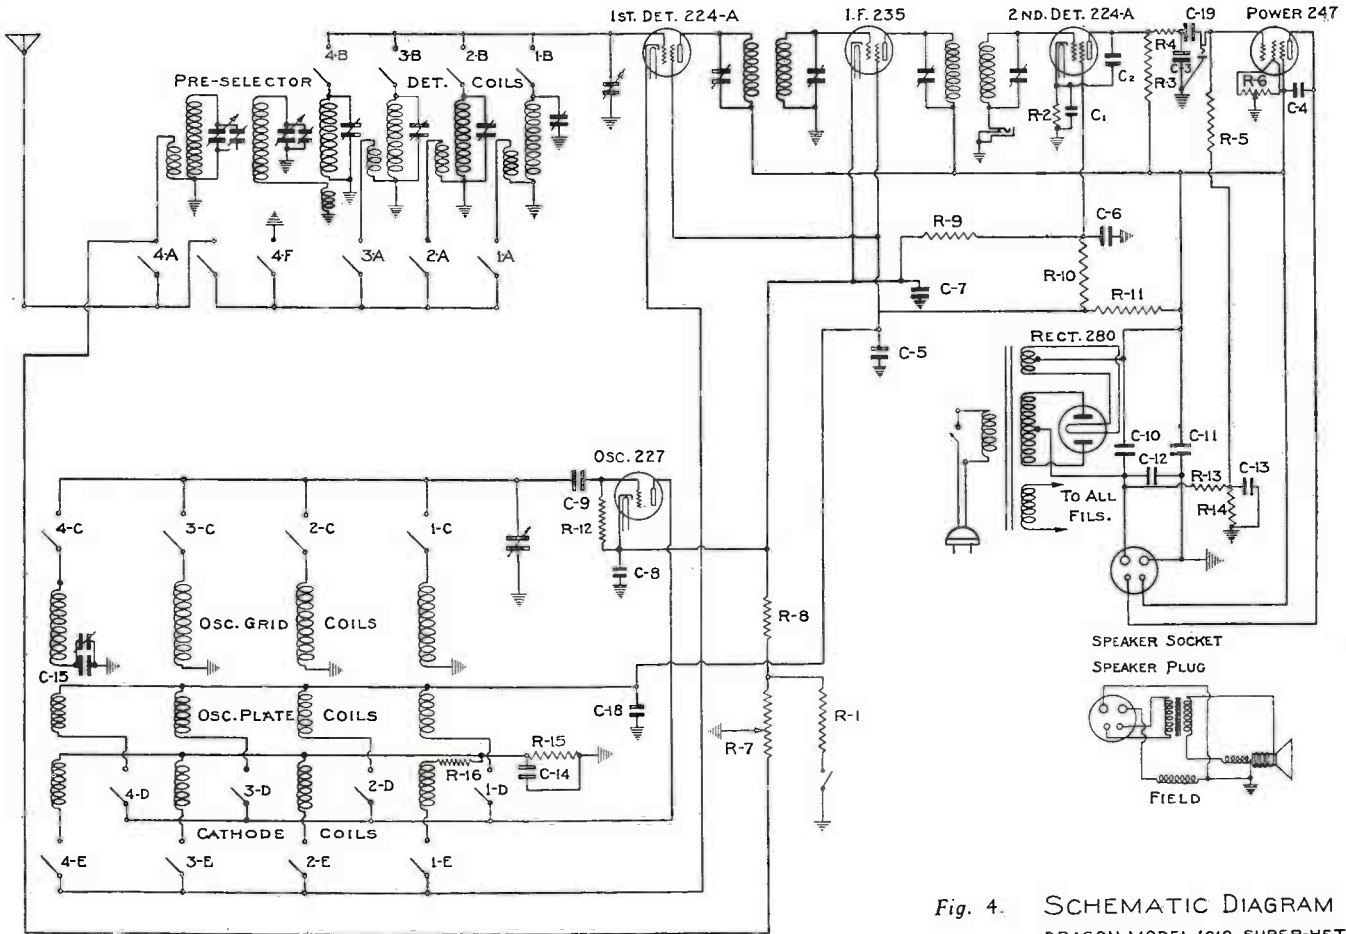 1ST. DET. 224-A
I.F. 235
2ND. DET. 224-A
C-19
POWER 247
4-B
3-B
2-B
1-B
R4
PRE-SELECTOR
DET. COILS
C2
R-3
R-6
C-4
R-2
C1
R-5
4-A
4-F
3-A
2-A
1-A
R-9
C-6
R-10
C-7
R-11
C-5
RECT. 280
C-10
C-11
C-12
OSC. 227
C-9
R-12
R-13
C-13
R-14
TO ALL
FILS.
4-C
3-C
2-C
1-C
C-8
R-8
OSC. GRID COILS
C-15
SPEAKER SOCKET
SPEAKER PLUG
OSC. PLATE COILS
C-18
R-7
R-1
R-15
R-16
C-14
4-D
3-D
2-D
1-D
FIELD
CATHODE COILS
4-E
3-E
2-E
1-E
Fig. 4. SCHEMATIC DIAGRAM